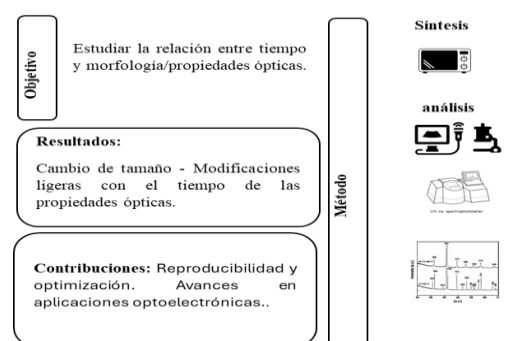 Objetivo
Estudiar la relación entre tiempo
y morfología/propiedades ópticas.
Resultados:
Cambio de tamaño - Modificaciones
ligeras con el tiempo de las
propiedades ópticas.
Contribuciones: Reproducibilidad y
optimización. Avances en
aplicaciones optoelectrónicas..
Método
Síntesis
análisis
UV-vis spectrophotometer